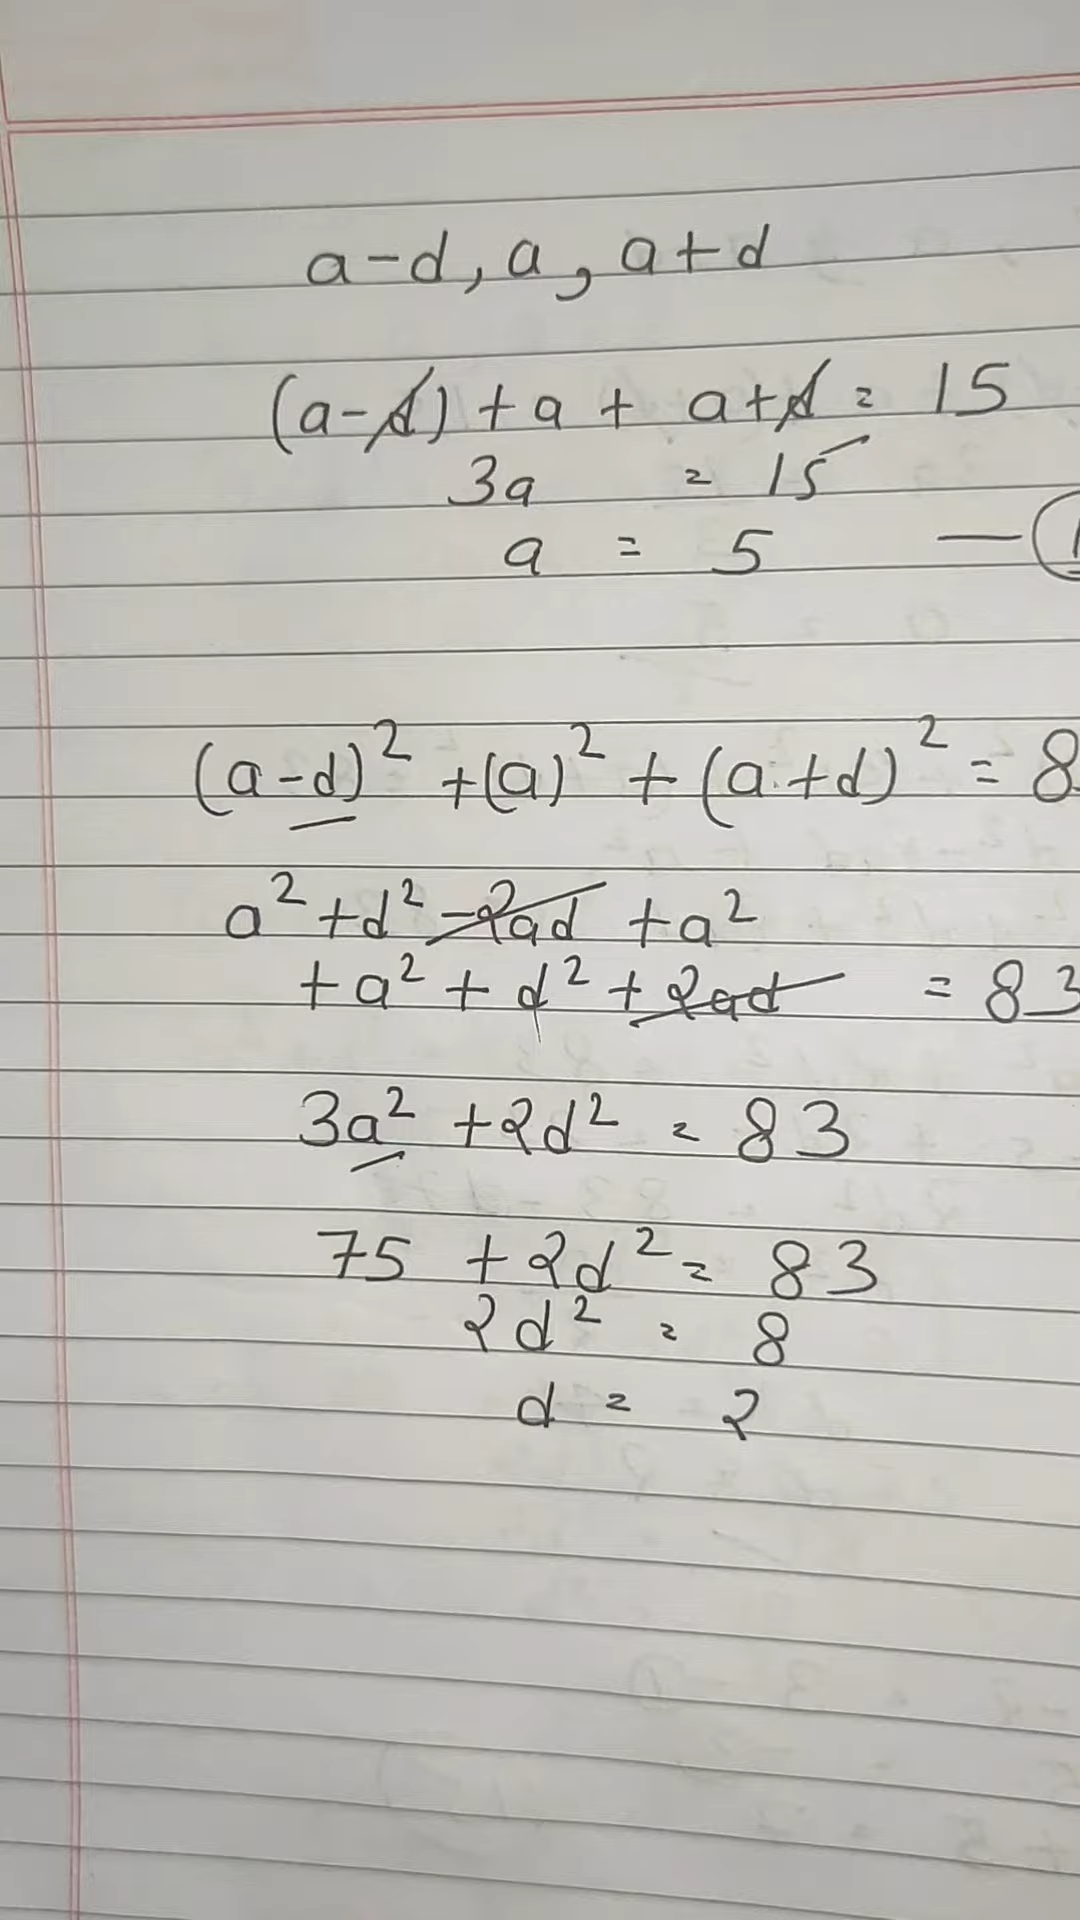 a-d, a, a+d
(a-d) + a + a+d = 15
3a = 15
a = 5 —
(a-d)² +(a)² + (a+d)² = 8
a² +d² -2ad +a²
+a² + d² + 2ad = 83
3a² +2d² = 83
75 +2d² = 83
2d² = 8
d = 2